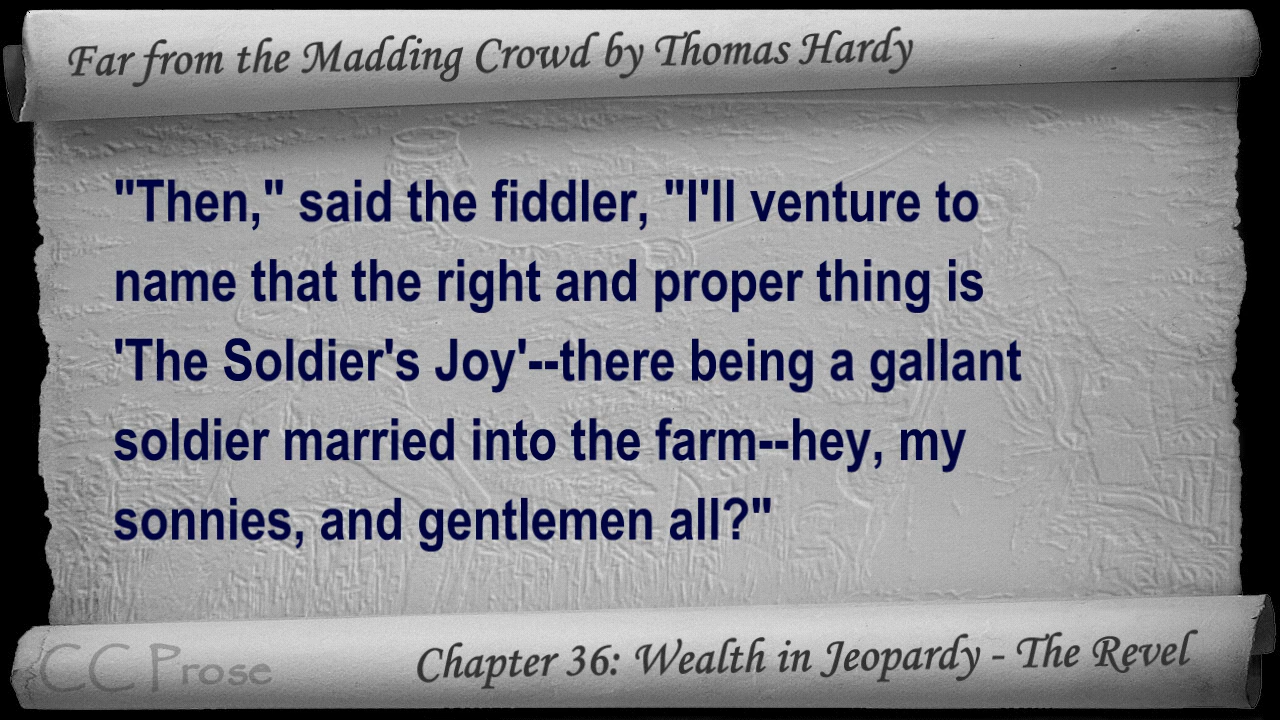 Far from the Madding Crowd by Thomas Hardy
"Then," said the fiddler, "I'll venture to
name that the right and proper thing is
'The Soldier's Joy'--there being a gallant
soldier married into the farm--hey, my
sonnies, and gentlemen all?"
CC Prose
Chapter 36: Wealth in Jeopardy - The Revel